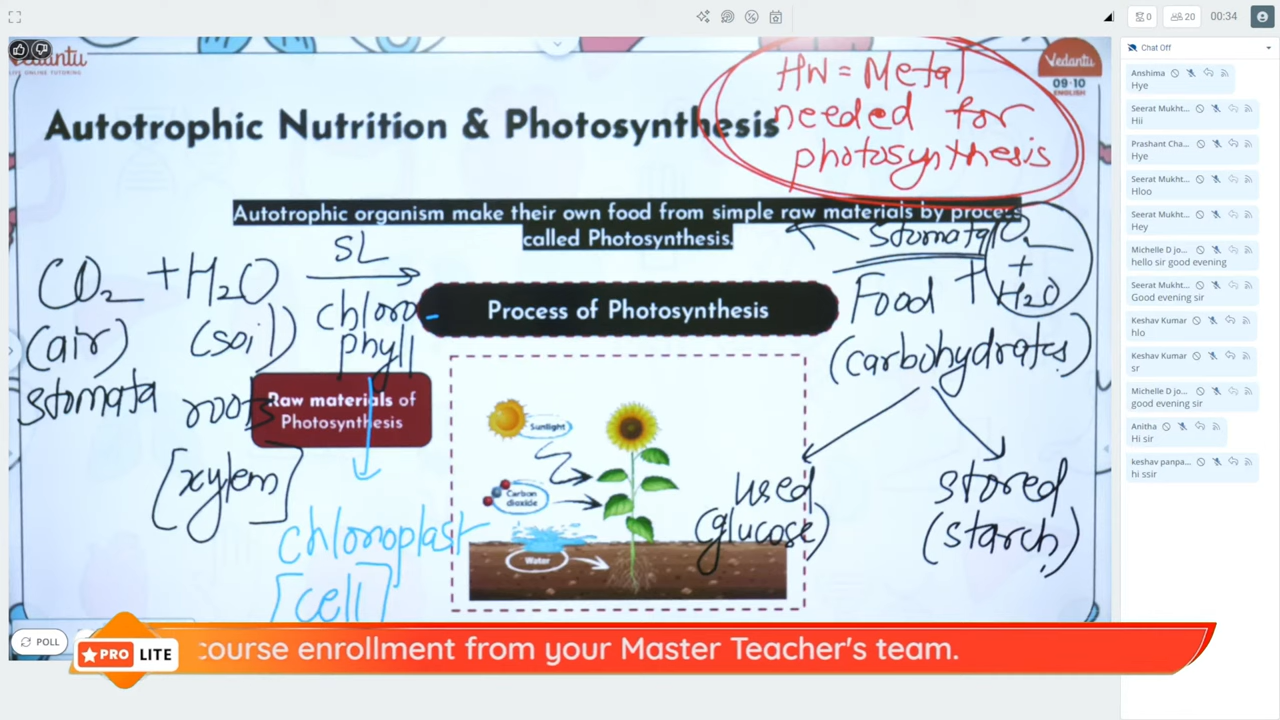 0
20
00:34
Vedantu
LIVE ONLINE TUTORING
Vedantu
09-10
ENGLISH
HW = Metal
needed for
photosynthesis
Autotrophic Nutrition & Photosynthesis
Autotrophic organism make their own food from simple raw materials by process
called Photosynthesis.
CO2 + H2O
SL
chloro
phyll
(air)
(soil)
stomata
roots
[xylem]
chloroplast
[cell]
Raw materials of
Photosynthesis
Process of Photosynthesis
Sunlight
Carbon
dioxide
Water
stomata
Food + O2
+
H2O
(carbohydrates)
used
(glucose)
stored
(starch)
POLL
PRO LITE
course enrollment from your Master Teacher's team.
Chat Off
Anshima
Hye
Seerat Mukht...
Hii
Prashant Cha...
Hye
Seerat Mukht...
Hloo
Seerat Mukht...
Hey
Michelle D jo...
hello sir good evening
Seerat Mukht...
Good evening sir
Keshav Kumar
hlo
Keshav Kumar
sr
Michelle D jo...
good evening sir
Anitha
Hi sir
keshav panpa...
hi ssir